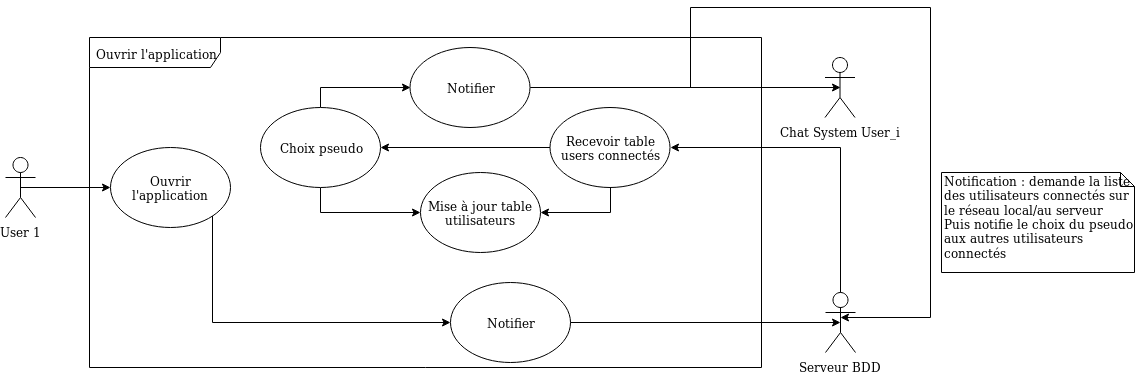 Ouvrir l'application
Notifier
Chat System User_i
Choix pseudo
Recevoir table
users connectés
Ouvrir
l'application
User 1
Mise à jour table
utilisateurs
Notification : demande la liste
des utilisateurs connectés sur
le réseau local/au serveur
Puis notifie le choix du pseudo
aux autres utilisateurs
connectés
Notifier
Serveur BDD